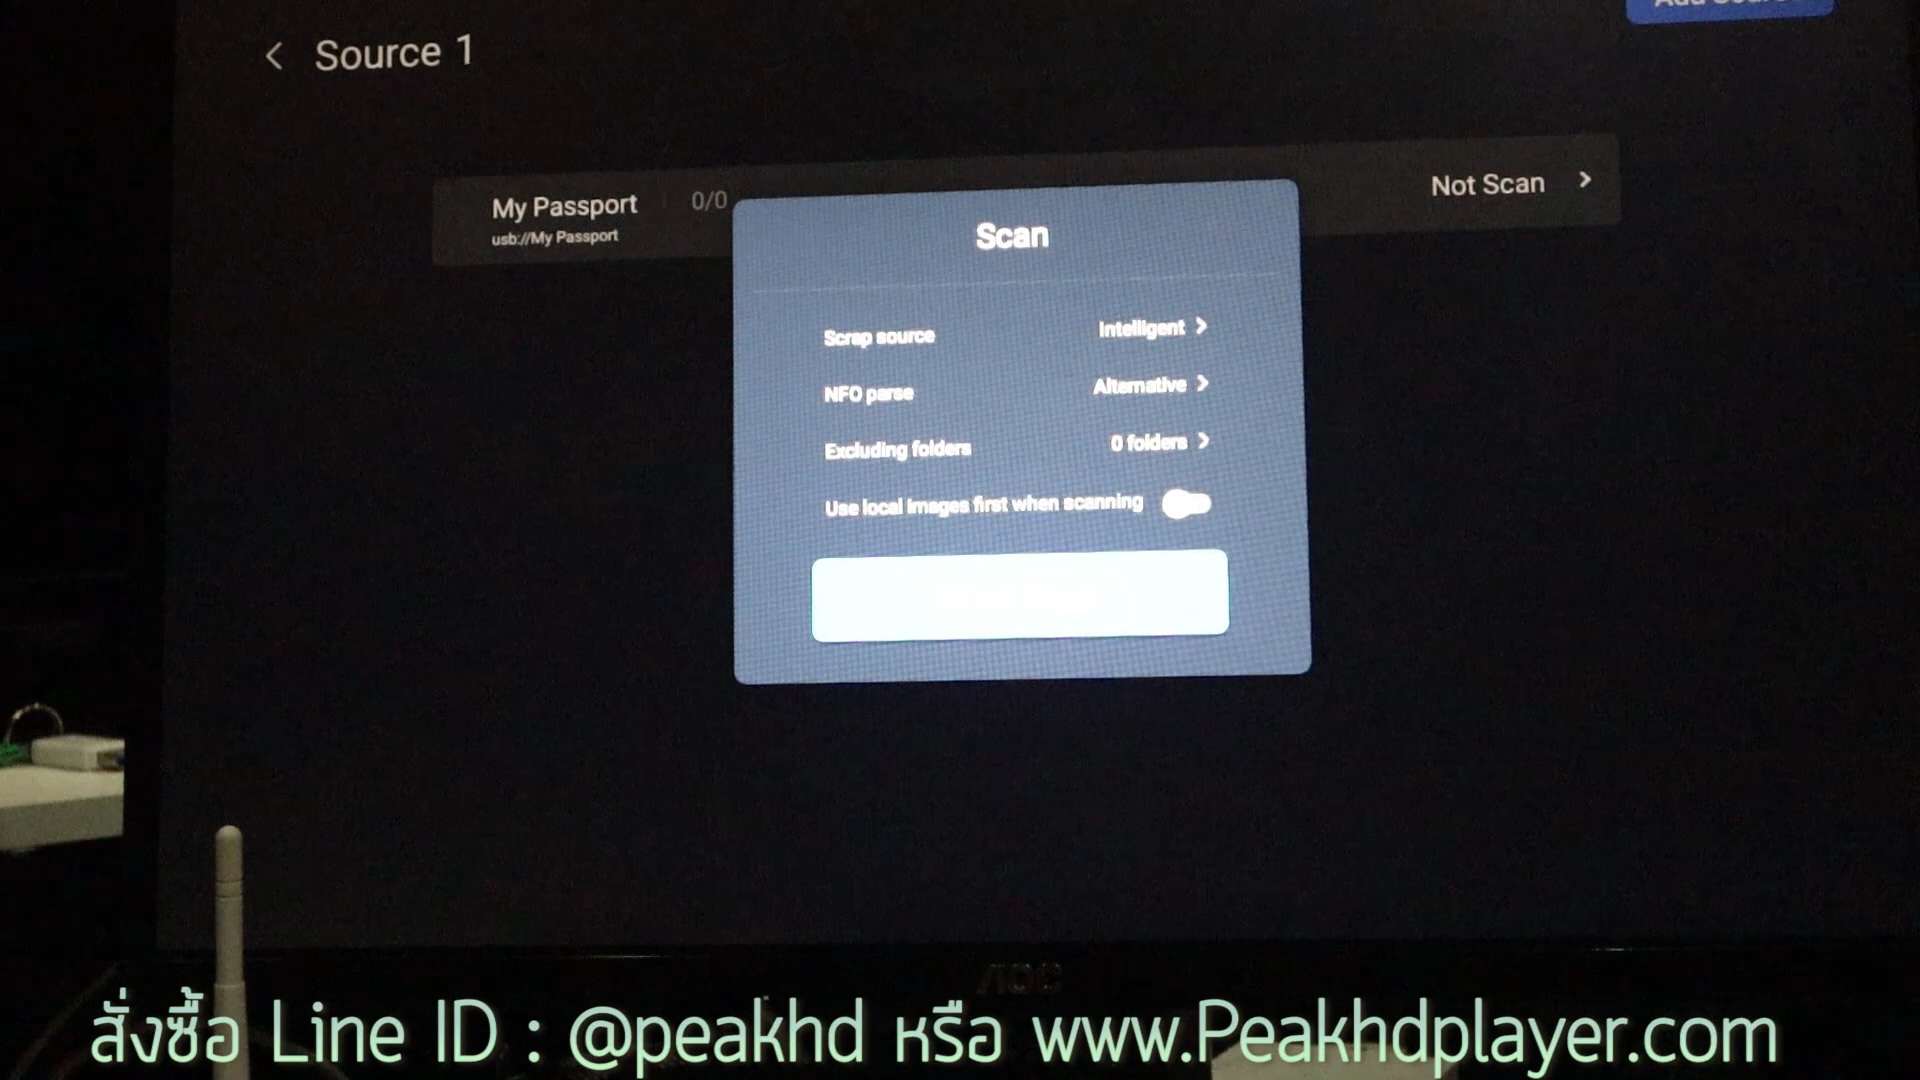 Source 1
My Passport 0/0
usb://My Passport
Not Scan
Scan
Scrap source Intelligent
NFO parse Alternative
Excluding folders 0 folders
Use local images first when scanning
AOC
สั่งซื้อ Line ID : @peakhd หรือ www.Peakhdplayer.com